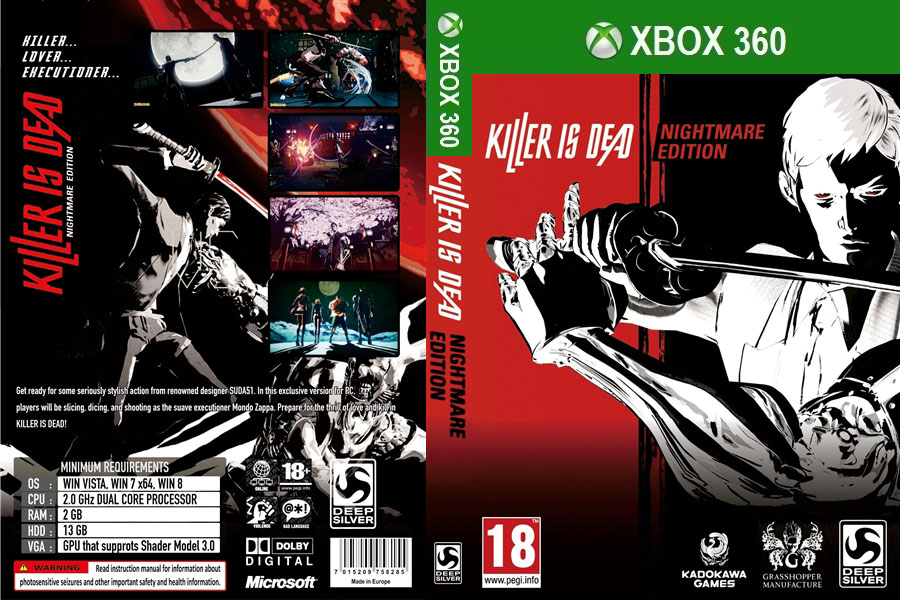 KILLER...
LOVER...
EXECUTIONER...
KILLER IS DEAD
NIGHTMARE EDITION
Get ready for some seriously stylish action from renowned designer SUDA51. In this exclusive version for PC,
players will be slicing, dicing, and shooting as the suave executioner Mondo Zappa. Prepare for the thrill of love and kill in
KILLER IS DEAD!
MINIMUM REQUIREMENTS
OS : WIN VISTA, WIN 7 x64, WIN 8
CPU : 2.0 GHz DUAL CORE PROCESSOR
RAM : 2 GB
HDD : 13 GB
VGA : GPU that supprots Shader Model 3.0
WARNING Read instruction manual for information about
photosensitive seizures and other important safety and health information.
ONLINE
18+
www.pegi.info
VIOLENCE
@*!
BAD LANGUAGE
DEEP
SILVER
DOLBY
DIGITAL
Microsoft
7 015209 758285
Made in Europe
XBOX 360
KILLER IS DEAD
NIGHTMARE
EDITION
DEEP
SILVER
XBOX 360
KILLER IS DEAD
NIGHTMARE
EDITION
18
www.pegi.info
KADOKAWA
GAMES
GRASSHOPPER
MANUFACTURE
DEEP
SILVER